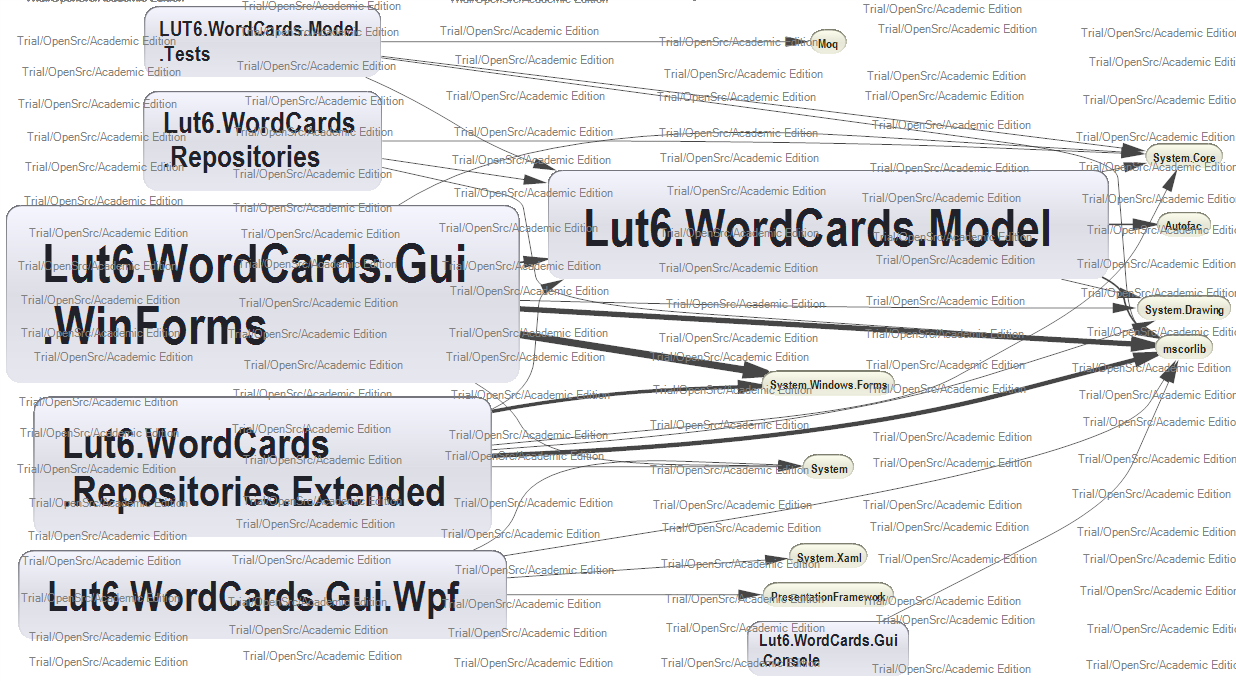 LUT6.WordCards.Model
.Tests
Moq
Lut6.WordCards
.Repositories
System.Core
Lut6.WordCards.Model
Autofac
Lut6.WordCards.Gui
.WinForms
System.Drawing
mscorlib
System.Windows.Forms
Lut6.WordCards
.Repositories.Extended
System
System.Xaml
Lut6.WordCards.Gui.Wpf
PresentationFramework
Lut6.WordCards.Gui
.Console
Trial/OpenSrc/Academic Edition